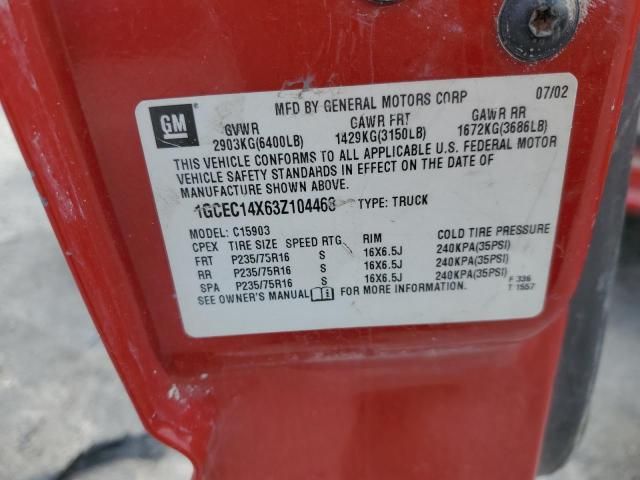 MFD BY GENERAL MOTORS CORP 07/02
GM
GVWR GAWR FRT GAWR RR
2903KG(6400LB) 1429KG(3150LB) 1672KG(3686LB)
THIS VEHICLE CONFORMS TO ALL APPLICABLE U.S. FEDERAL MOTOR
VEHICLE SAFETY STANDARDS IN EFFECT ON THE DATE OF
MANUFACTURE SHOWN ABOVE.
1GCEC14X63Z104463 TYPE: TRUCK
MODEL: C15903
CPEX TIRE SIZE SPEED RTG RIM COLD TIRE PRESSURE
FRT P235/75R16 S 16X6.5J 240KPA(35PSI)
RR P235/75R16 S 16X6.5J 240KPA(35PSI)
SPA P235/75R16 S 16X6.5J 240KPA(35PSI)
SEE OWNER'S MANUAL FOR MORE INFORMATION. F 336
T 1557